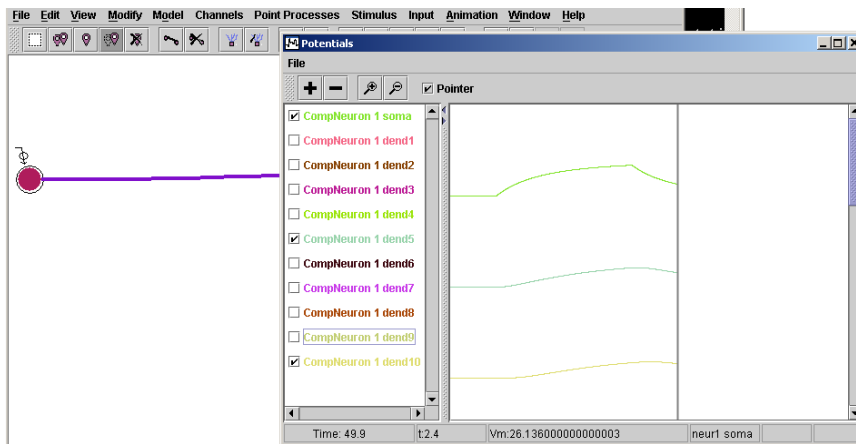 File Edit View Modify Model Channels Point Processes Stimulus Input Animation Window Help
Potentials
File
Pointer
CompNeuron 1 soma
CompNeuron 1 dend1
CompNeuron 1 dend2
CompNeuron 1 dend3
CompNeuron 1 dend4
CompNeuron 1 dend5
CompNeuron 1 dend6
CompNeuron 1 dend7
CompNeuron 1 dend8
CompNeuron 1 dend9
CompNeuron 1 dend10
Time: 49.9 t:2.4 Vm:26.136000000000003 neur1 soma